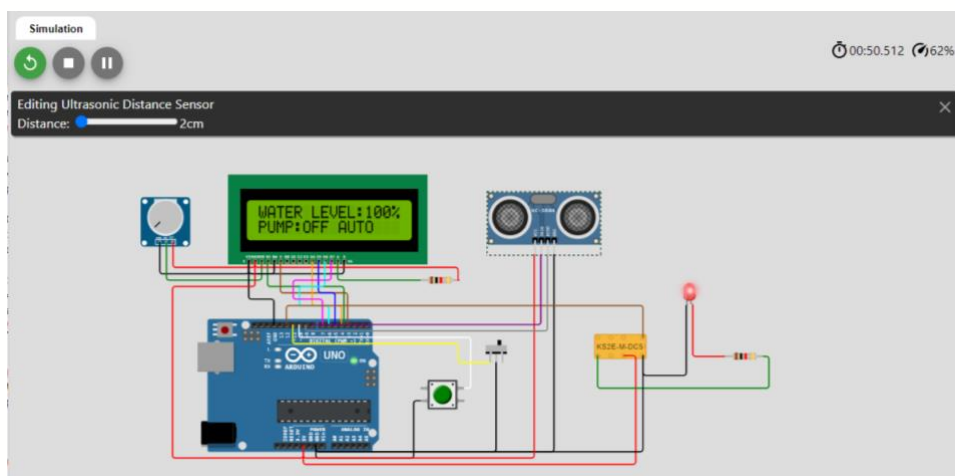 Simulation
00:50.512 62%
Editing Ultrasonic Distance Sensor
Distance: 2cm
WATER LEVEL:100%
PUMP:OFF AUTO
KS2E-M-DC5
UNO
ARDUINO